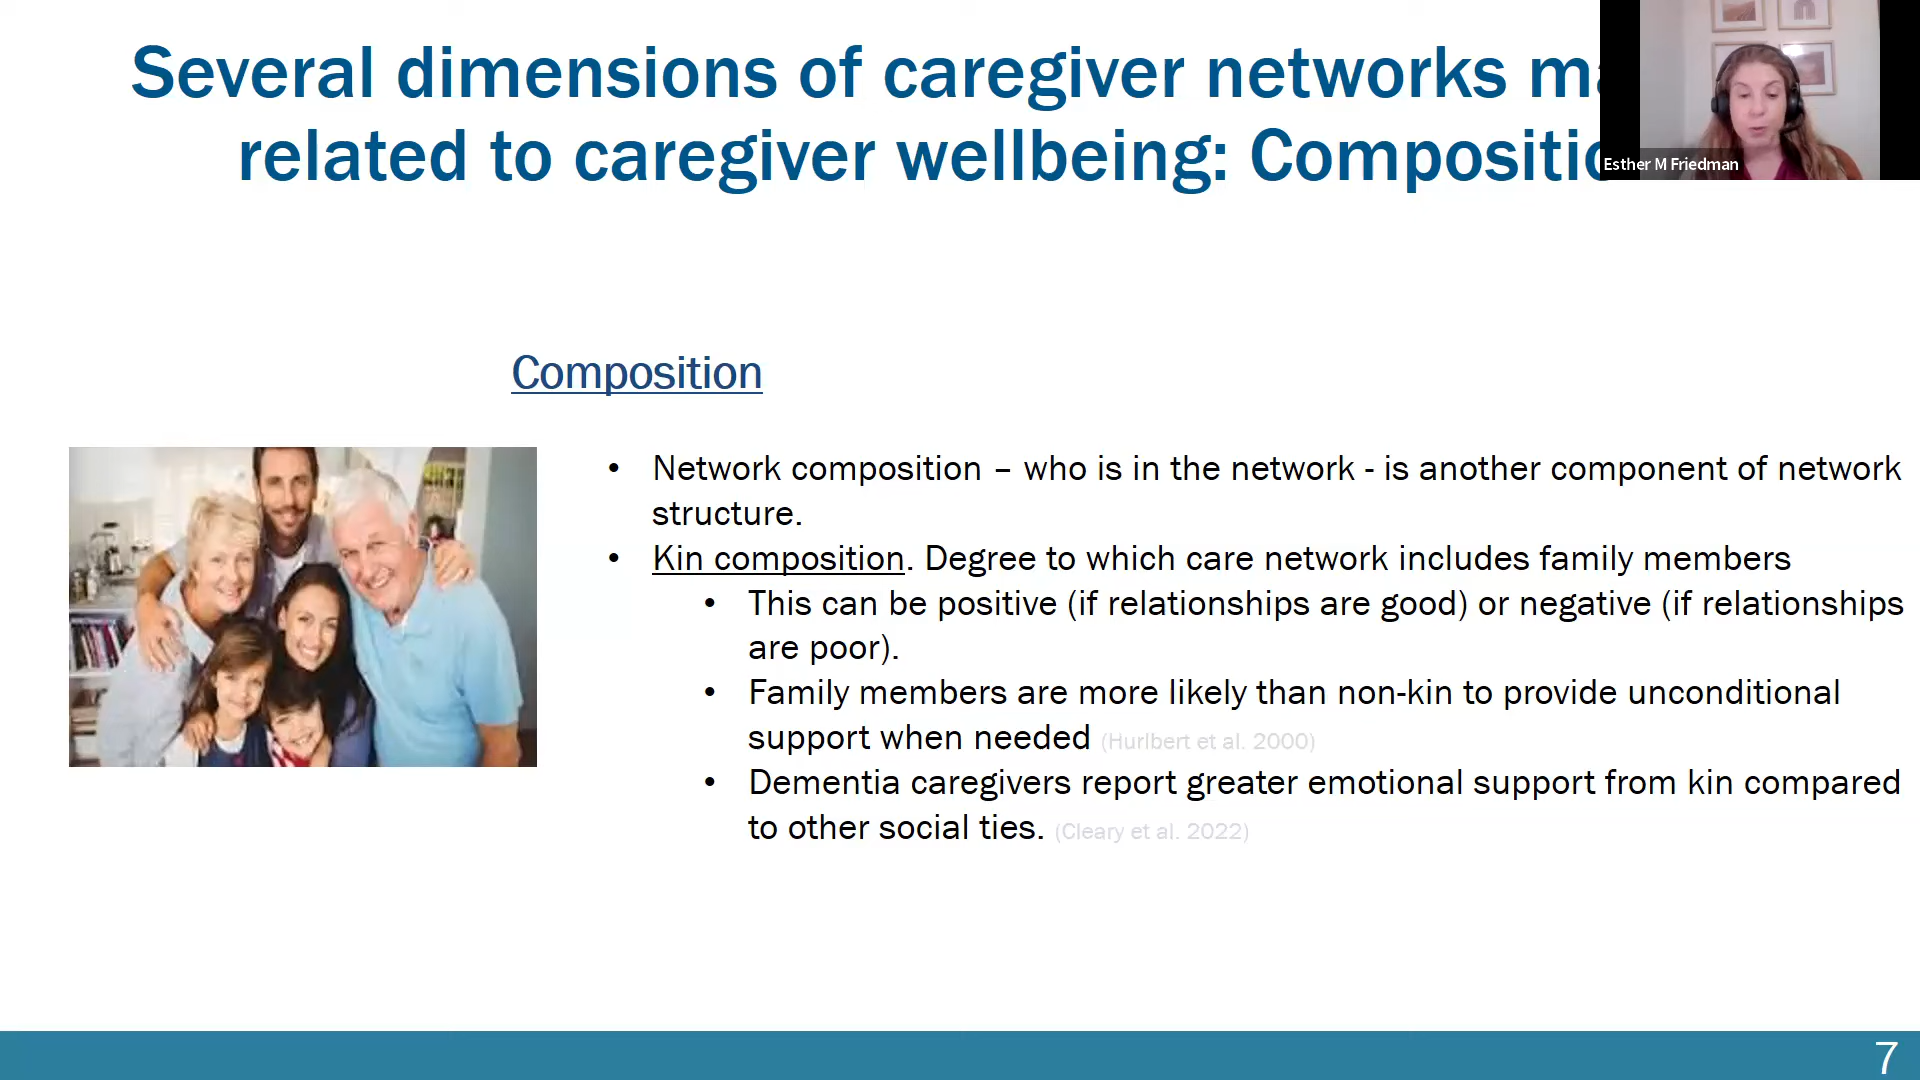 Several dimensions of caregiver networks
related to caregiver wellbeing:
Esther M Friedman
Composition
• Network composition – who is in the network - is another component of network
structure.
• Kin composition. Degree to which care network includes family members
• This can be positive (if relationships are good) or negative (if relationships
are poor).
• Family members are more likely than non-kin to provide unconditional
support when needed (Hurlbert et al. 2000)
• Dementia caregivers report greater emotional support from kin compared
to other social ties. (Cleary et al. 2022)
7